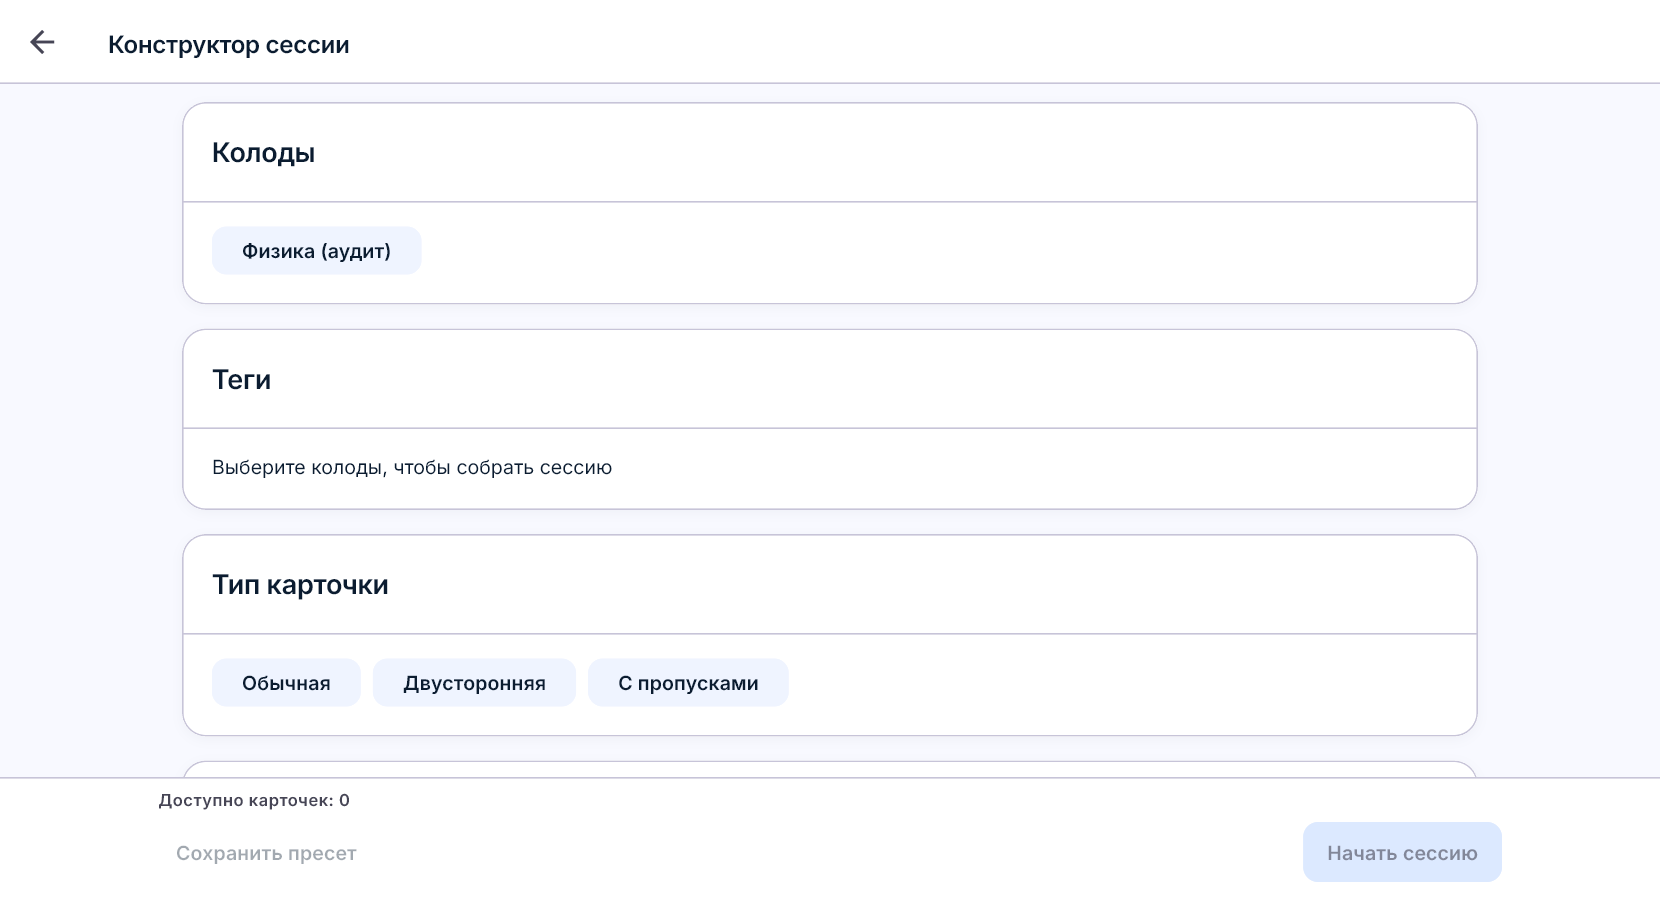 Конструктор сессии
Колоды
Физика (аудит)
Теги
Выберите колоды, чтобы собрать сессию
Тип карточки
Обычная
Двусторонняя
С пропусками
Доступно карточек: 0
Сохранить пресет
Начать сессию